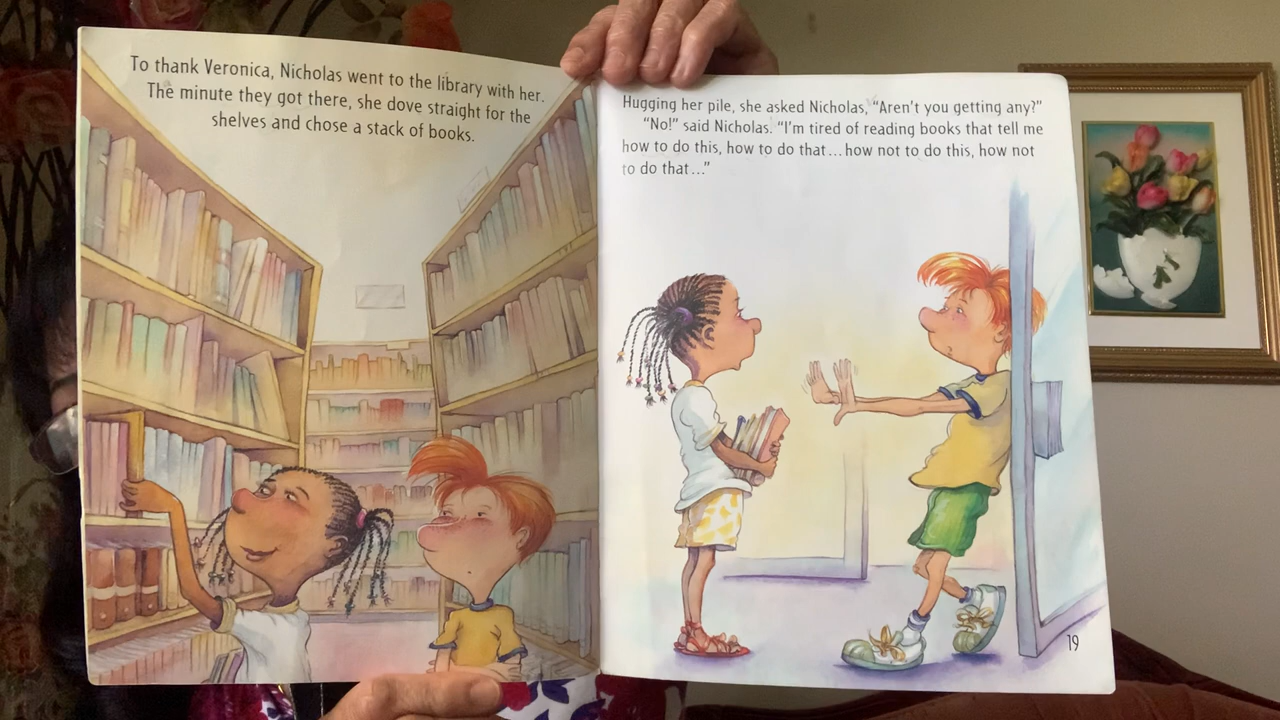 To thank Veronica, Nicholas went to the library with her.
The minute they got there, she dove straight for the
shelves and chose a stack of books.
Hugging her pile, she asked Nicholas, “Aren’t you getting any?”
“No!” said Nicholas. “I’m tired of reading books that tell me
how to do this, how to do that...how not to do this, how not
to do that...”
19